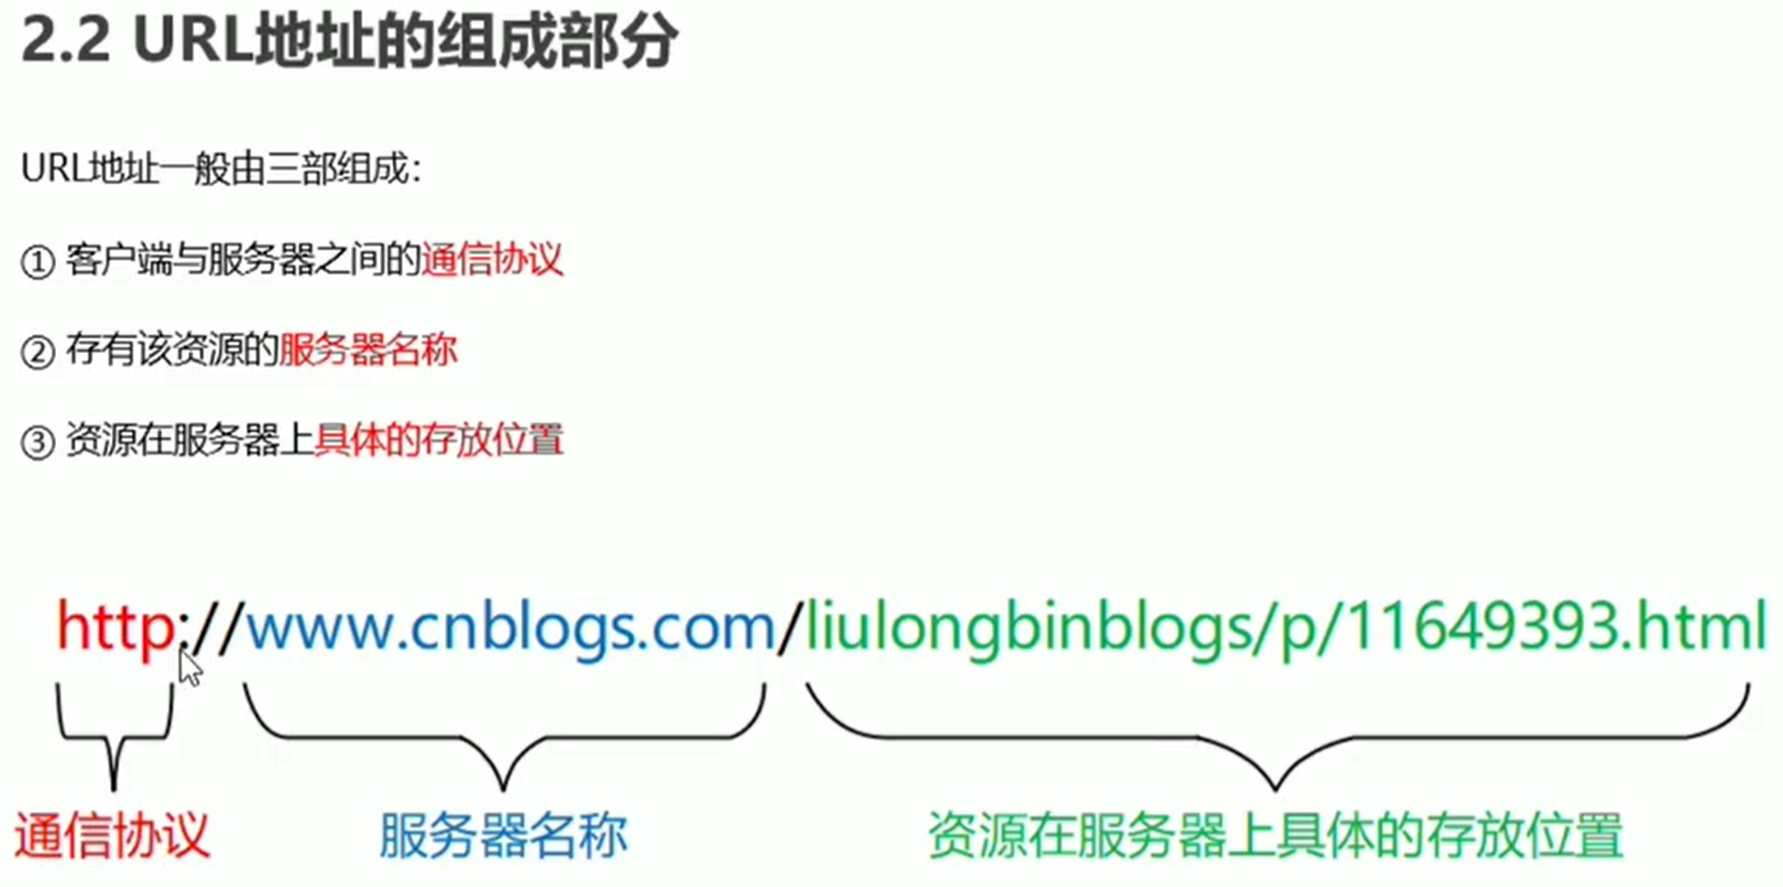 2.2 URL地址的组成部分
URL地址一般由三部组成：
① 客户端与服务器之间的通信协议
② 存有该资源的服务器名称
③ 资源在服务器上具体的存放位置
http://www.cnblogs.com/liulongbinblogs/p/11649393.html
通信协议 服务器名称 资源在服务器上具体的存放位置